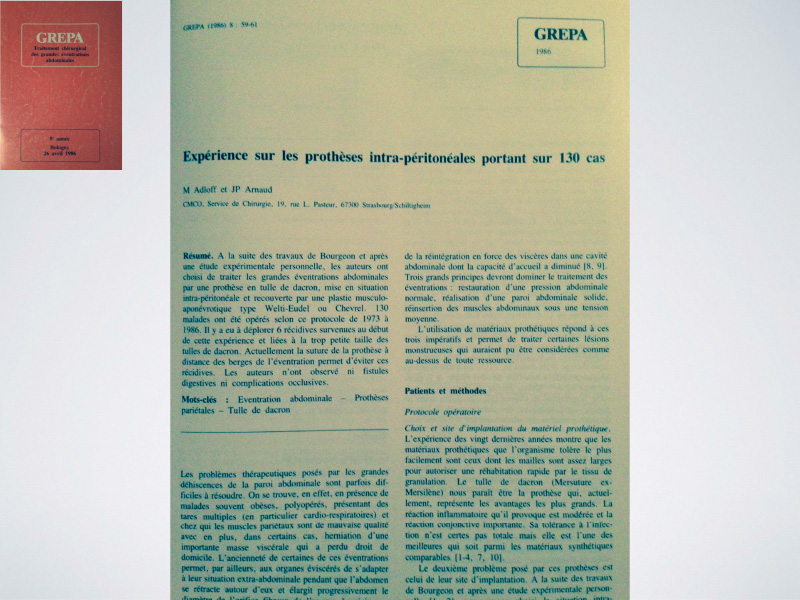 GREPA
Traitement chirurgical
des grandes éventrations
abdominales
8e année
Bologne
26 avril 1986
GREPA (1986) 8 : 59-61
GREPA
1986
Expérience sur les prothèses intra-péritonéales portant sur 130 cas
M Adloff et JP Arnaud
CMCO, Service de Chirurgie, 19, rue L. Pasteur, 67300 Strasbourg/Schiltigheim
Résumé. A la suite des travaux de Bourgeon et après
une étude expérimentale personnelle, les auteurs ont
choisi de traiter les grandes éventrations abdominales
par une prothèse en tulle de dacron, mise en situation
intra-péritonéale et recouverte par une plastie musculo-
aponévrotique type Welti-Eudel ou Chevrel. 130
malades ont été opérés selon ce protocole de 1973 à
1986. Il y a eu à déplorer 6 récidives survenues au début
de cette expérience et liées à la trop petite taille des
tulles de dacron. Actuellement la suture de la prothèse à
distance des berges de l'éventration permet d'éviter ces
récidives. Les auteurs n'ont observé ni fistules
digestives ni complications occlusives.
Mots-clés : Eventration abdominale – Prothèses
pariétales – Tulle de dacron
Les problèmes thérapeutiques posés par les grandes
déhiscences de la paroi abdominale sont parfois dif-
ficiles à résoudre. On se trouve, en effet, en présence de
malades souvent obèses, polyopérés, présentant des
tares multiples (en particulier cardio-respiratoires) et
chez qui les muscles pariétaux sont de mauvaise qualité
avec en plus, dans certains cas, herniation d'une
importante masse viscérale qui a perdu droit de
domicile. L'ancienneté de certaines de ces éventrations
permet, par ailleurs, aux organes éviscérés de s'adapter
à leur situation extra-abdominale pendant que l'abdomen
se rétracte autour d'eux et élargit progressivement le
de la réintégration en force des viscères dans une cavité
abdominale dont la capacité d'accueil a diminué [8, 9].
Trois grands principes devront dominer le traitement des
éventrations : restauration d'une pression abdominale
normale, réalisation d'une paroi abdominale solide,
réinsertion des muscles abdominaux sous une tension
moyenne.
L'utilisation de matériaux prothétiques répond à ces
trois impératifs et permet de traiter certaines lésions
monstrueuses qui auraient pu être considérées comme
au-dessus de toute ressource.
Patients et méthodes
Protocole opératoire
Choix et site d'implantation du matériel prothétique.
L'expérience des vingt dernières années montre que les
matériaux prothétiques que l'organisme tolère le plus
facilement sont ceux dont les mailles sont assez larges
pour autoriser une réhabitation rapide par le tissu de
granulation. Le tulle de dacron (Mersuture ex-
Mersilène) nous paraît être la prothèse qui, actuel-
lement, représente les avantages les plus grands. La
réaction inflammatoire qu'il provoque est modérée et la
réaction conjonctive importante. Sa tolérance à l'infec-
tion n'est certes pas totale mais elle est l'une des
meilleures qui soit parmi les matériaux synthétiques
comparables [1-4, 7, 10].
Le deuxième problème posé par ces prothèses est
celui de leur site d'implantation. A la suite des travaux
de Bourgeon et après une étude expérimentale person-